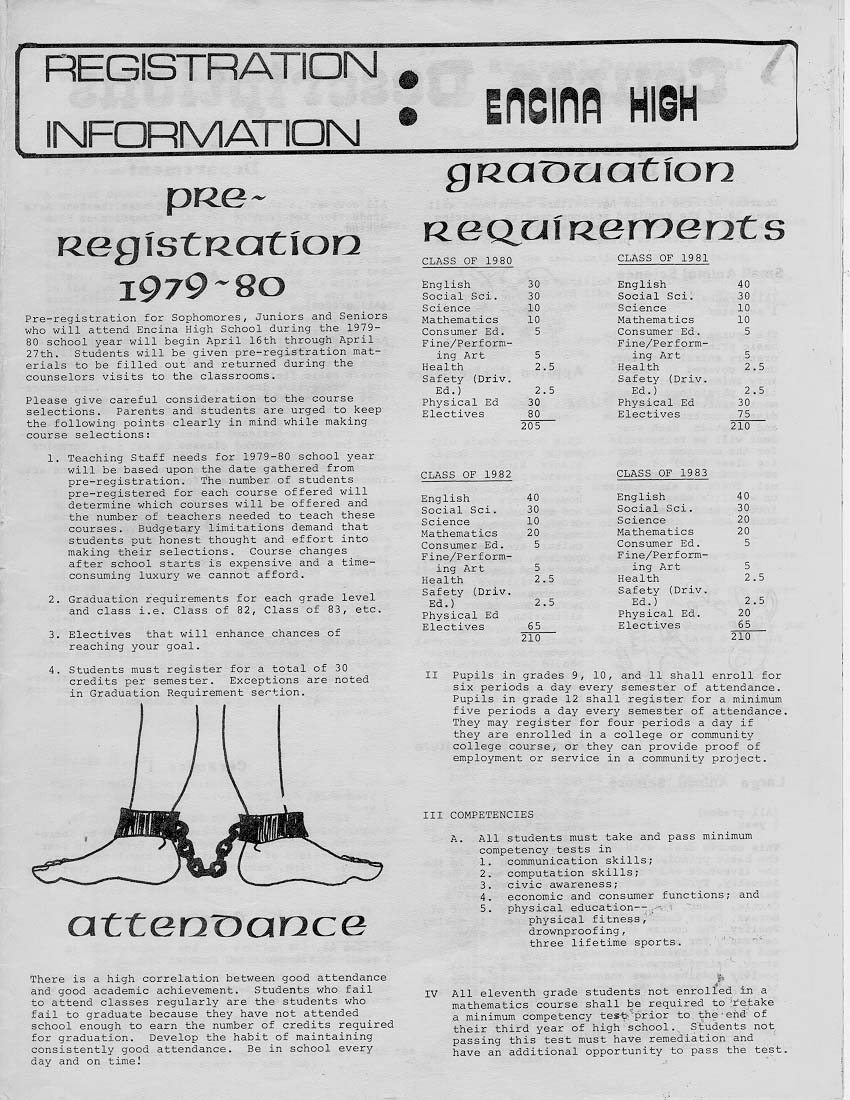 REGISTRATION
INFORMATION
:
ENCINA HIGH
pre~
registration
1979~80
Pre-registration for Sophomores, Juniors and Seniors
who will attend Encina High School during the 1979-
80 school year will begin April 16th through April
27th.  Students will be given pre-registration mat-
erials to be filled out and returned during the
counselors visits to the classrooms.
Please give careful consideration to the course
selections.  Parents and students are urged to keep
the following points clearly in mind while making
course selections:
1. Teaching Staff needs for 1979-80 school year
will be based upon the date gathered from
pre-registration.  The number of students
pre-registered for each course offered will
determine which courses will be offered and
the number of teachers needed to teach these
courses.  Budgetary limitations demand that
students put honest thought and effort into
making their selections.  Course changes
after school starts is expensive and a time-
consuming luxury we cannot afford.
2. Graduation requirements for each grade level
and class i.e. Class of 82, Class of 83, etc.
3. Electives  that will enhance chances of
reaching your goal.
4. Students must register for a total of 30
credits per semester.  Exceptions are noted
in Graduation Requirement section.
attendance
There is a high correlation between good attendance
and good academic achievement.  Students who fail
to attend classes regularly are the students who
fail to graduate because they have not attended
school enough to earn the number of credits required
for graduation.  Develop the habit of maintaining
consistently good attendance.  Be in school every
day and on time!
graduation
requirements
CLASS OF 1980
English 30
Social Sci. 30
Science 10
Mathematics 10
Consumer Ed. 5
Fine/Perform-
ing Art 5
Health 2.5
Safety (Driv.
Ed.) 2.5
Physical Ed 30
Electives 80
205
CLASS OF 1981
English 40
Social Sci. 30
Science 10
Mathematics 10
Consumer Ed. 5
Fine/Perform-
ing Art 5
Health 2.5
Safety (Driv.
Ed.) 2.5
Physical Ed 30
Electives 75
210
CLASS OF 1982
English 40
Social Sci. 30
Science 10
Mathematics 20
Consumer Ed. 5
Fine/Perform-
ing Art 5
Health 2.5
Safety (Driv.
Ed.) 2.5
Physical Ed
Electives 65
210
CLASS OF 1983
English 40
Social Sci. 30
Science 20
Mathematics 20
Consumer Ed. 5
Fine/Perform-
ing Art 5
Health 2.5
Safety (Driv.
Ed.) 2.5
Physical Ed. 20
Electives 65
210
II  Pupils in grades 9, 10, and 11 shall enroll for
six periods a day every semester of attendance.
Pupils in grade 12 shall register for a minimum
five periods a day every semester of attendance.
They may register for four periods a day if
they are enrolled in a college or community
college course, or they can provide proof of
employment or service in a community project.
III COMPETENCIES
A.  All students must take and pass minimum
competency tests in
1.  communication skills;
2.  computation skills;
3.  civic awareness;
4.  economic and consumer functions; and
5.  physical education--
physical fitness,
drownproofing,
three lifetime sports.
IV  All eleventh grade students not enrolled in a
mathematics course shall be required to retake
a minimum competency test prior to the end of
their third year of high school.  Students not
passing this test must have remediation and
have an additional opportunity to pass the test.